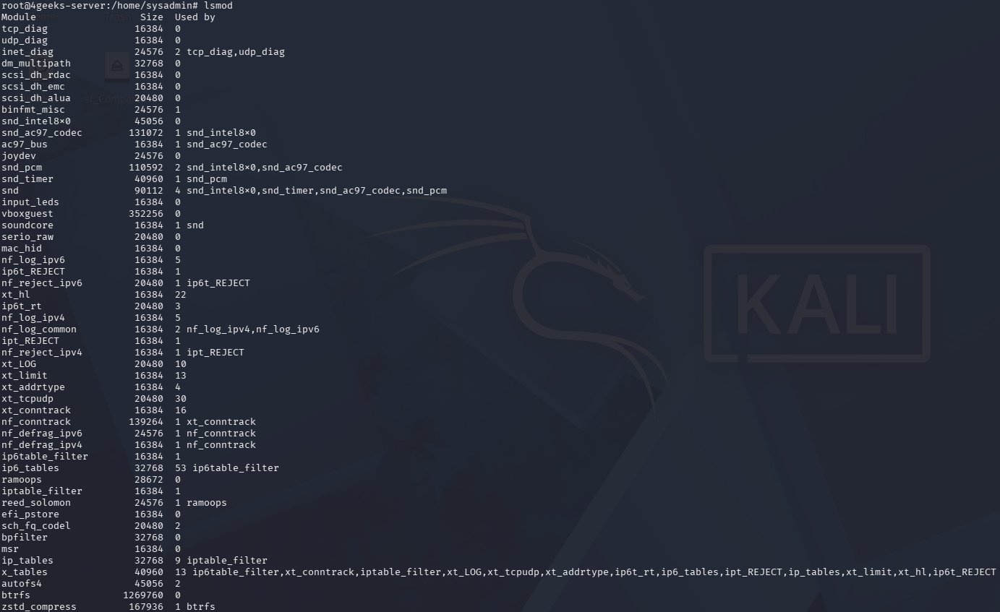 root@4geeks-server:/home/sysadmin# lsmod
Module                  Size  Used by
tcp_diag               16384  0
udp_diag               16384  0
inet_diag              24576  2 tcp_diag,udp_diag
dm_multipath           32768  0
scsi_dh_rdac           16384  0
scsi_dh_emc            16384  0
scsi_dh_alua           20480  0
binfmt_misc            24576  1
snd_intel8×0           45056  0
snd_ac97_codec        131072  1 snd_intel8×0
ac97_bus               16384  1 snd_ac97_codec
joydev                 24576  0
snd_pcm               110592  2 snd_intel8×0,snd_ac97_codec
snd_timer              40960  1 snd_pcm
snd                    90112  4 snd_intel8×0,snd_timer,snd_ac97_codec,snd_pcm
input_leds             16384  0
vboxguest             352256  0
soundcore              16384  1 snd
serio_raw              20480  0
mac_hid                16384  0
nf_log_ipv6            16384  5
ip6t_REJECT            16384  1
nf_reject_ipv6         20480  1 ip6t_REJECT
xt_hl                  16384  22
ip6t_rt                20480  3
nf_log_ipv4            16384  5
nf_log_common          16384  2 nf_log_ipv4,nf_log_ipv6
ipt_REJECT             16384  1
nf_reject_ipv4         16384  1 ipt_REJECT
xt_LOG                 20480  10
xt_limit               16384  13
xt_addrtype            16384  4
xt_tcpudp              20480  30
xt_conntrack           16384  16
nf_conntrack          139264  1 xt_conntrack
nf_defrag_ipv6         24576  1 nf_conntrack
nf_defrag_ipv4         16384  1 nf_conntrack
ip6table_filter        16384  1
ip6_tables             32768  53 ip6table_filter
ramoops                28672  0
iptable_filter         16384  1
reed_solomon           24576  1 ramoops
efi_pstore             16384  0
sch_fq_codel           20480  2
bpfilter               32768  0
msr                    16384  0
ip_tables              32768  9 iptable_filter
x_tables               40960  13 ip6table_filter,xt_conntrack,iptable_filter,xt_LOG,xt_tcpudp,xt_addrtype,ip6t_rt,ip6_tables,ipt_REJECT,ip_tables,xt_limit,xt_hl,ip6t_REJECT
autofs4                45056  2
btrfs                1269760  0
zstd_compress         167936  1 btrfs
Trash
sf_Compa
KALI